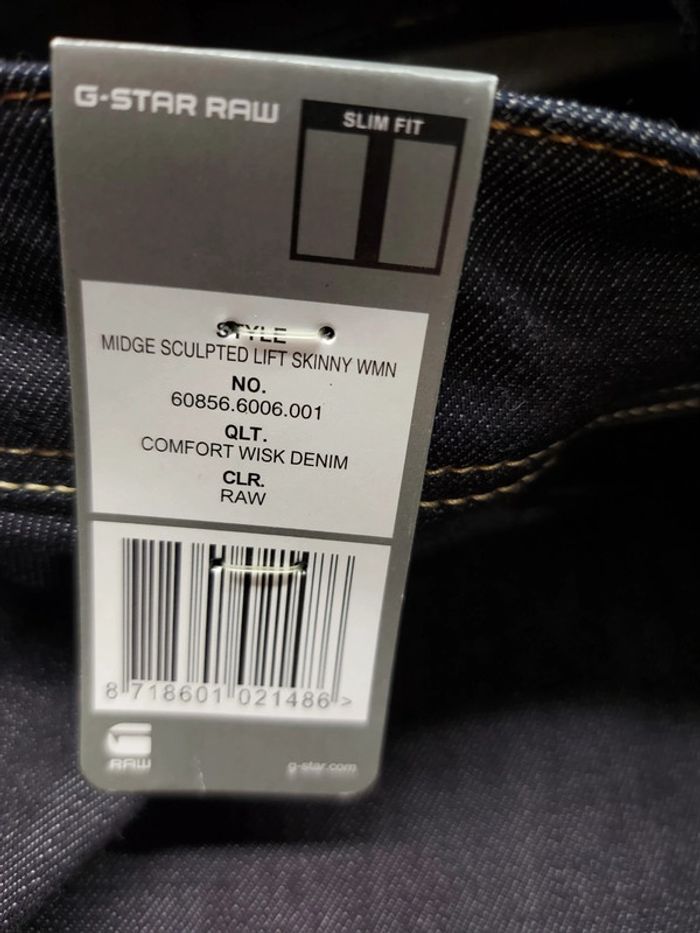 G-STAR RAW
SLIM FIT
STYLE
MIDGE SCULPTED LIFT SKINNY WMN
NO.
60856.6006.001
QLT.
COMFORT WISK DENIM
CLR.
RAW
8 718601 021486 >
RAW
g-star.com